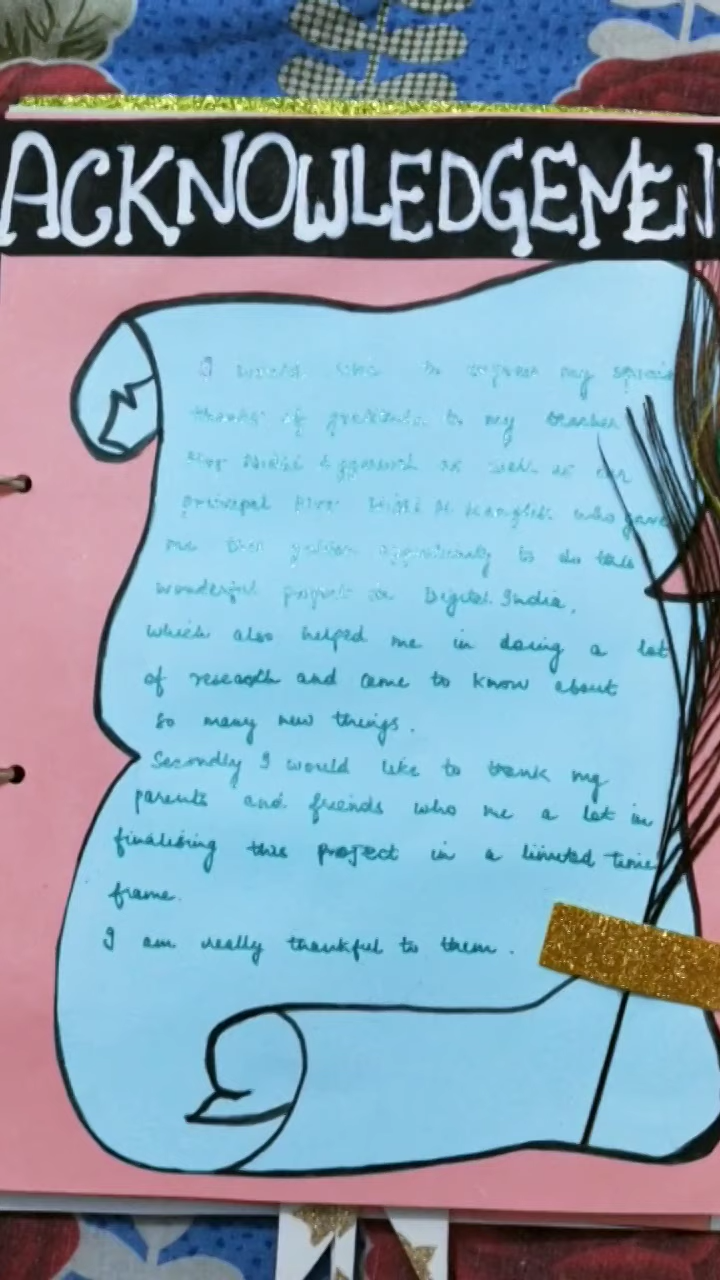 ACKNOWLEDGEMEN
I would like to express my special
thanks of gratitude to my teacher
as well as our
principal who gave
me this golden opportunity to do this
wonderful project on Digital India,
which also helped me in doing a lot
of research and came to know about
so many new things.
Secondly I would like to thank my
parents and friends who me a lot in
finalising this project in a limited time
frame.
I am really thankful to them.